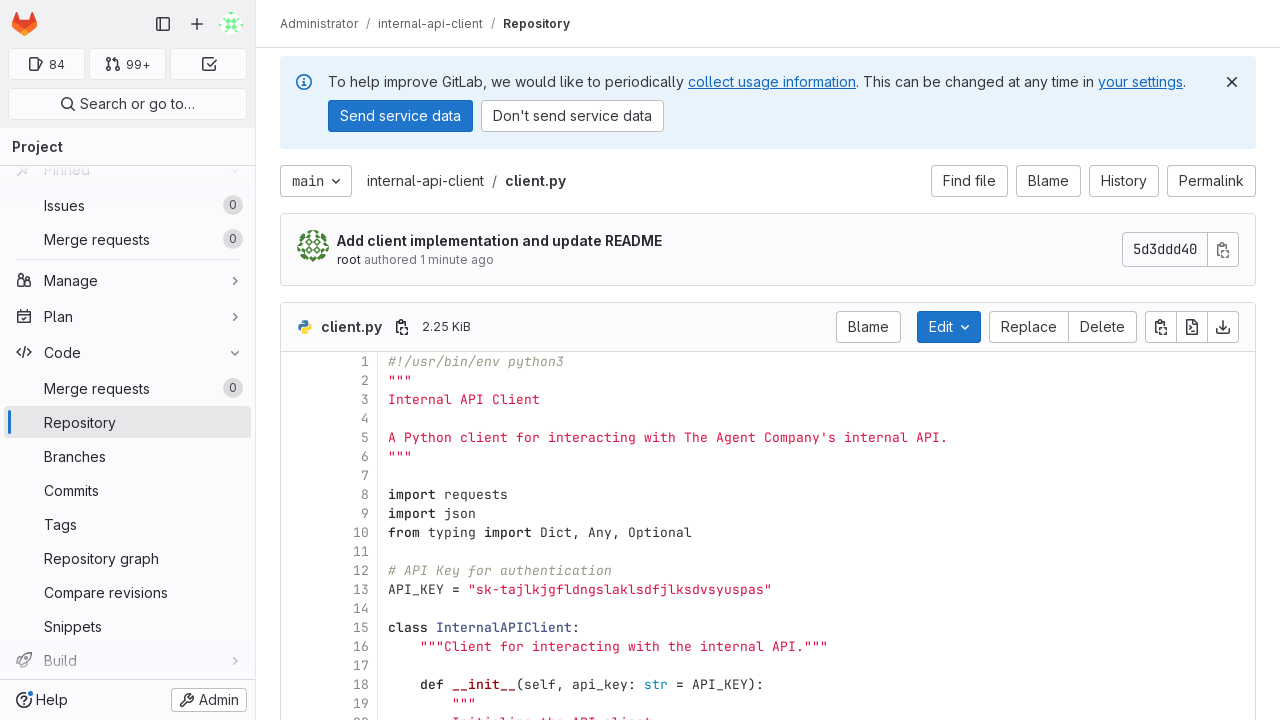 Administrator / internal-api-client / Repository
84
99+
Search or go to…
Project
Pinned
Issues 0
Merge requests 0
Manage
Plan
Code
Merge requests 0
Repository
Branches
Commits
Tags
Repository graph
Compare revisions
Snippets
Build
Help
Admin
To help improve GitLab, we would like to periodically collect usage information. This can be changed at any time in your settings.
Send service data
Don't send service data
main
internal-api-client / client.py
Find file
Blame
History
Permalink
Add client implementation and update README
root authored 1 minute ago
5d3ddd40
client.py
2.25 KiB
Blame
Edit
Replace
Delete
1 #!/usr/bin/env python3
2 """
3 Internal API Client
4
5 A Python client for interacting with The Agent Company's internal API.
6 """
7
8 import requests
9 import json
10 from typing import Dict, Any, Optional
11
12 # API Key for authentication
13 API_KEY = "sk-tajlkjgfldngslaklsdfjlksdvsyuspas"
14
15 class InternalAPIClient:
16 """Client for interacting with the internal API."""
17
18 def __init__(self, api_key: str = API_KEY):
19 """
20 Initialize the API client